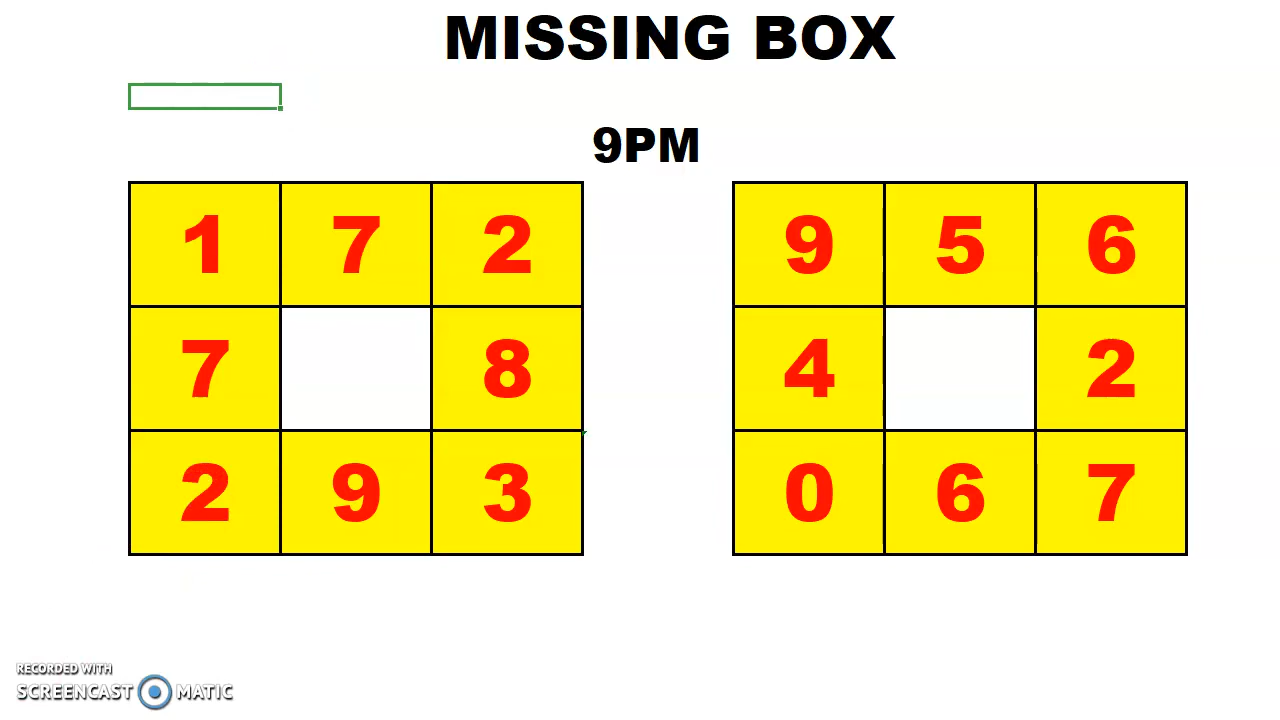 MISSING BOX
9PM
1 7 2 9 5 6
7 8 4 2
2 9 3 0 6 7
RECORDED WITH
SCREENCAST MATIC